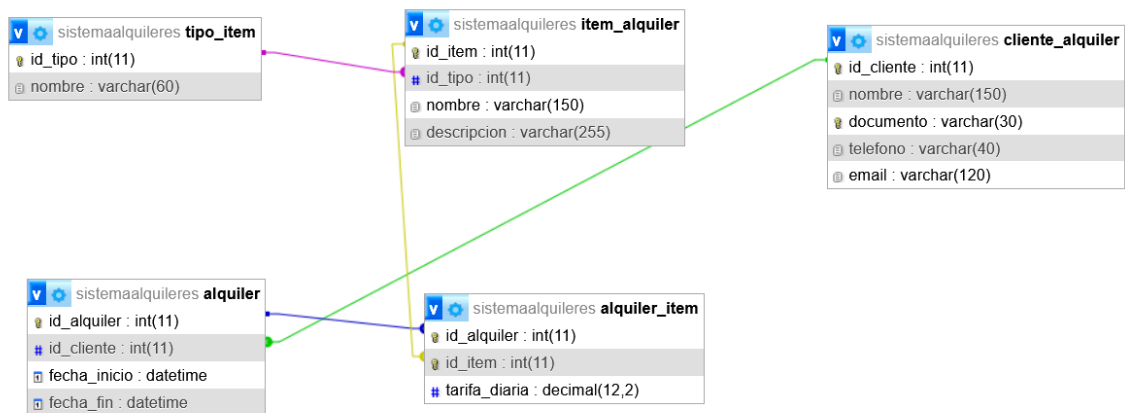 v sistemaalquileres tipo_item
id_tipo : int(11)
nombre : varchar(60)
v sistemaalquileres item_alquiler
id_item : int(11)
# id_tipo : int(11)
nombre : varchar(150)
descripcion : varchar(255)
v sistemaalquileres cliente_alquiler
id_cliente : int(11)
nombre : varchar(150)
documento : varchar(30)
telefono : varchar(40)
email : varchar(120)
v sistemaalquileres alquiler
id_alquiler : int(11)
# id_cliente : int(11)
fecha_inicio : datetime
fecha_fin : datetime
v sistemaalquileres alquiler_item
id_alquiler : int(11)
id_item : int(11)
# tarifa_diaria : decimal(12,2)